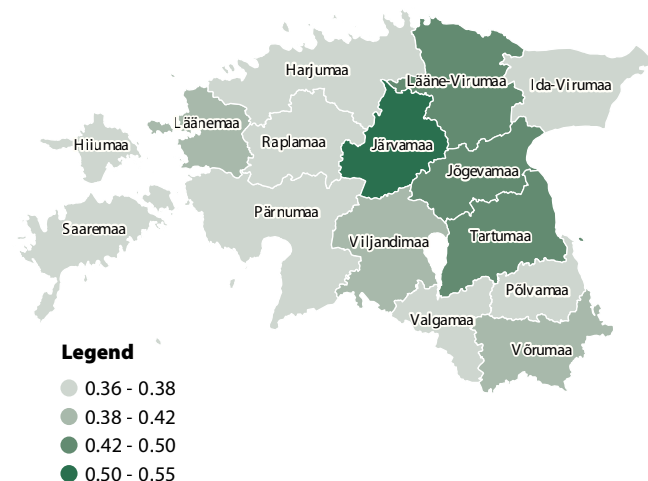 Harjumaa
Lääne-Virumaa
Ida-Virumaa
Läänemaa
Hiiumaa
Raplamaa
Järvamaa
Jõgevamaa
Pärnumaa
Saaremaa
Viljandimaa
Tartumaa
Põlvamaa
Valgamaa
Võrumaa
Legend
0.36 - 0.38
0.38 - 0.42
0.42 - 0.50
0.50 - 0.55